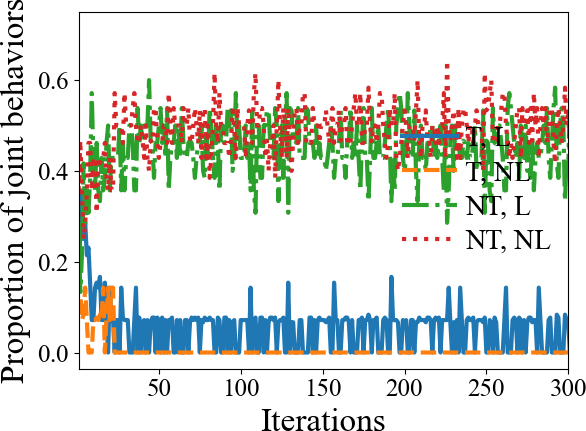 Proportion of joint behaviors
0.6
0.4
0.2
0.0
T, L
T, NL
NT, L
NT, NL
50 100 150 200 250 300
Iterations